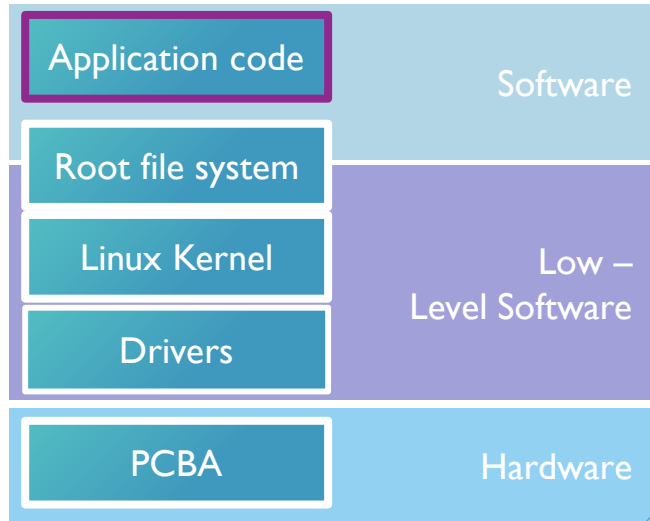 Application code
Software
Root file system
Linux Kernel
Low –
Level Software
Drivers
PCBA
Hardware